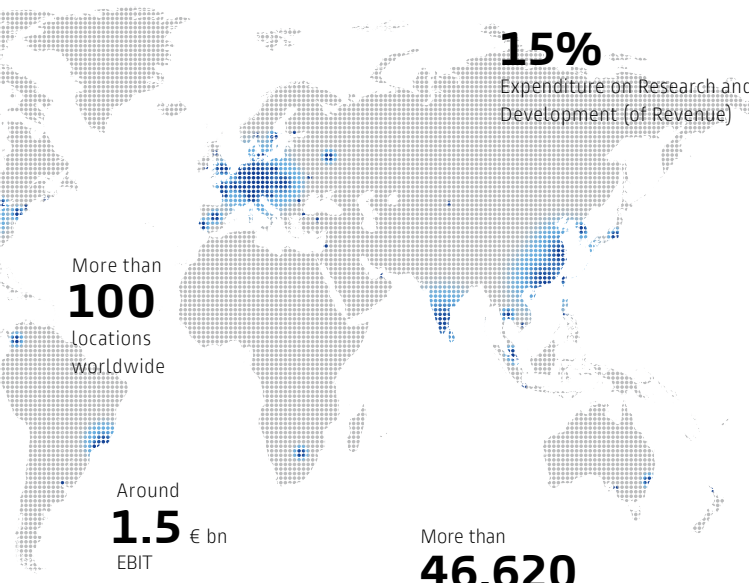 15%
Expenditure on Research and
Development (of Revenue)
More than
100
locations
worldwide
Around
1.5 € bn
EBIT
More than
46,620